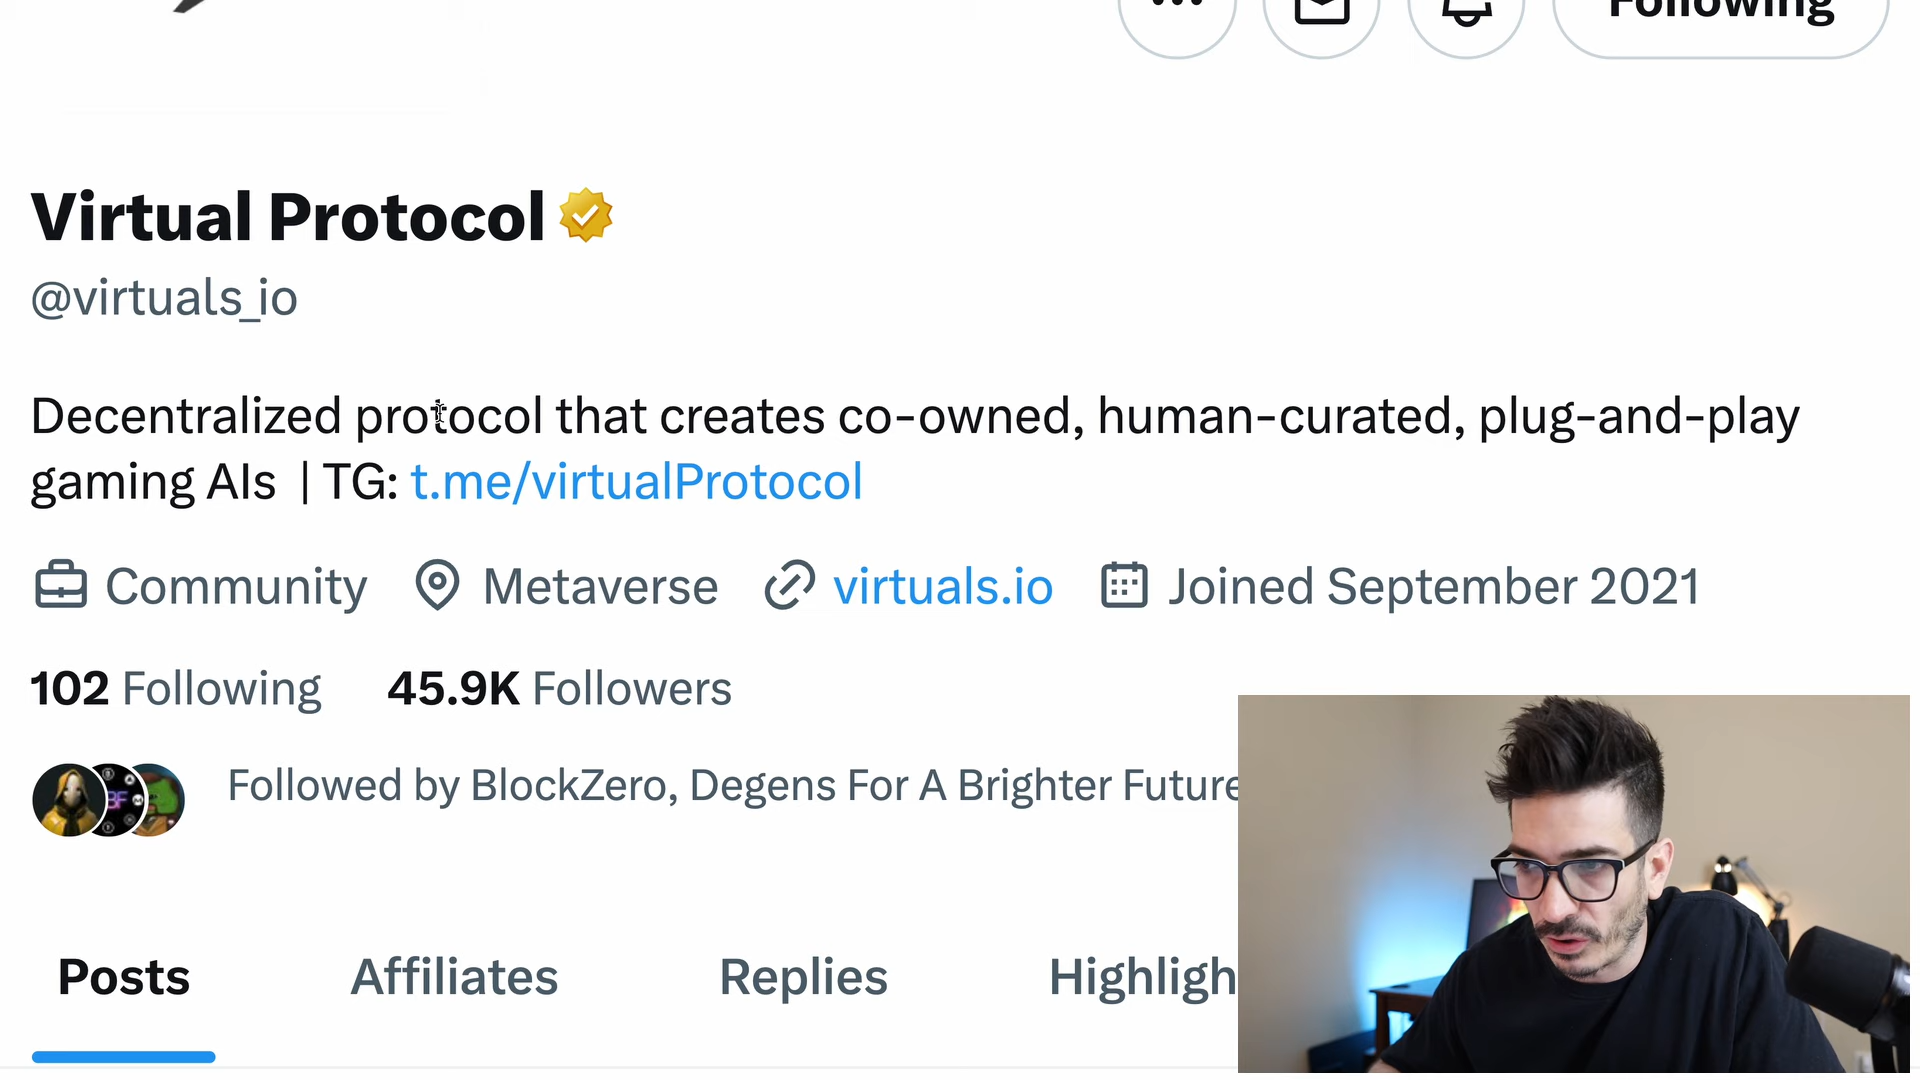 Following
Virtual Protocol
@virtuals_io
Decentralized protocol that creates co-owned, human-curated, plug-and-play
gaming AIs | TG: t.me/virtualProtocol
Community Metaverse virtuals.io Joined September 2021
102 Following 45.9K Followers
Followed by BlockZero, Degens For A Brighter Future
Posts Affiliates Replies Highligh